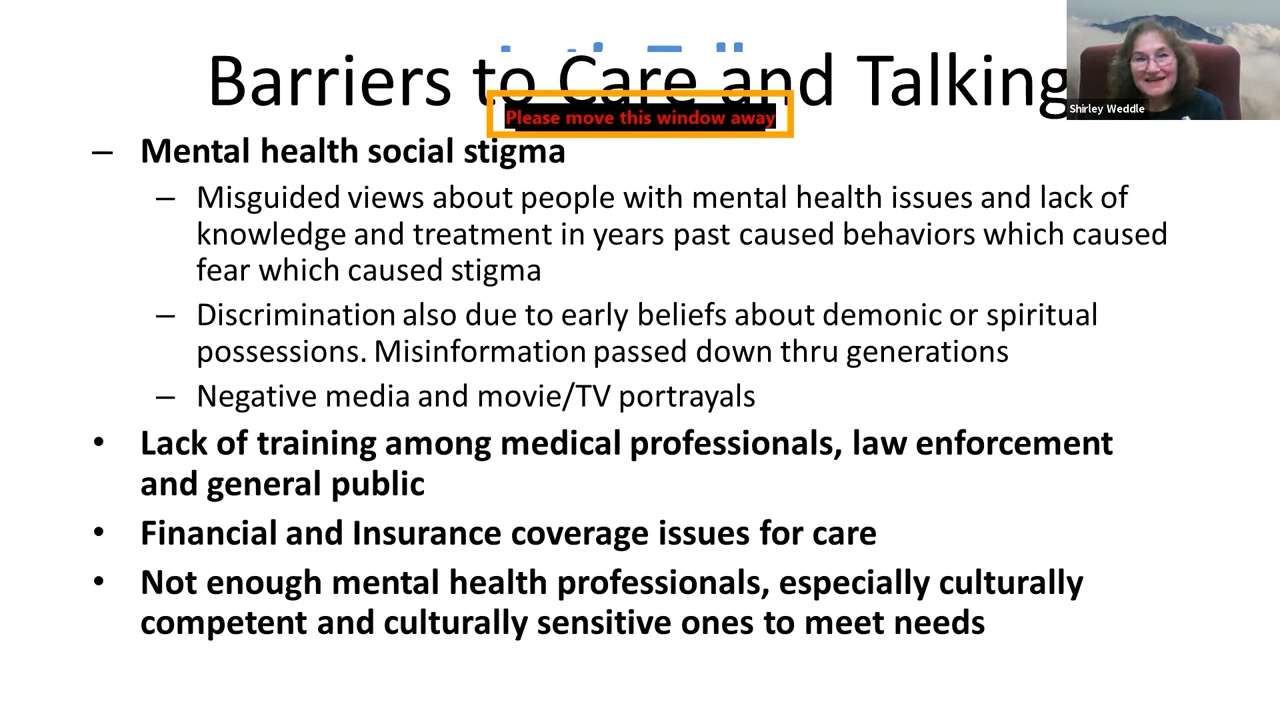 Barriers to Care and Talking
Please move this window away
Shirley Weddle
– Mental health social stigma
– Misguided views about people with mental health issues and lack of
knowledge and treatment in years past caused behaviors which caused
fear which caused stigma
– Discrimination also due to early beliefs about demonic or spiritual
possessions. Misinformation passed down thru generations
– Negative media and movie/TV portrayals
• Lack of training among medical professionals, law enforcement
and general public
• Financial and Insurance coverage issues for care
• Not enough mental health professionals, especially culturally
competent and culturally sensitive ones to meet needs